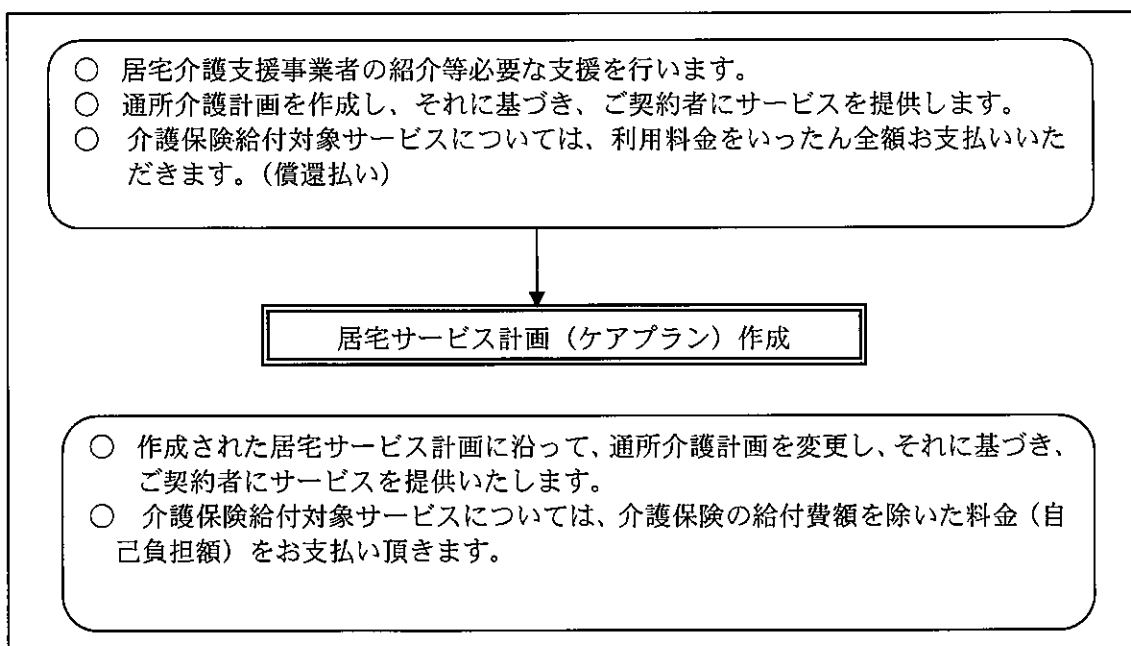 ○ 居宅介護支援事業者の紹介等必要な支援を行います。
○ 通所介護計画を作成し、それに基づき、ご契約者にサービスを提供します。
○ 介護保険給付対象サービスについては、利用料金をいったん全額お支払いいた
だきます。（償還払い）
居宅サービス計画（ケアプラン）作成
○ 作成された居宅サービス計画に沿って、通所介護計画を変更し、それに基づき、
ご契約者にサービスを提供いたします。
○ 介護保険給付対象サービスについては、介護保険の給付費額を除いた料金（自
己負担額）をお支払い頂きます。